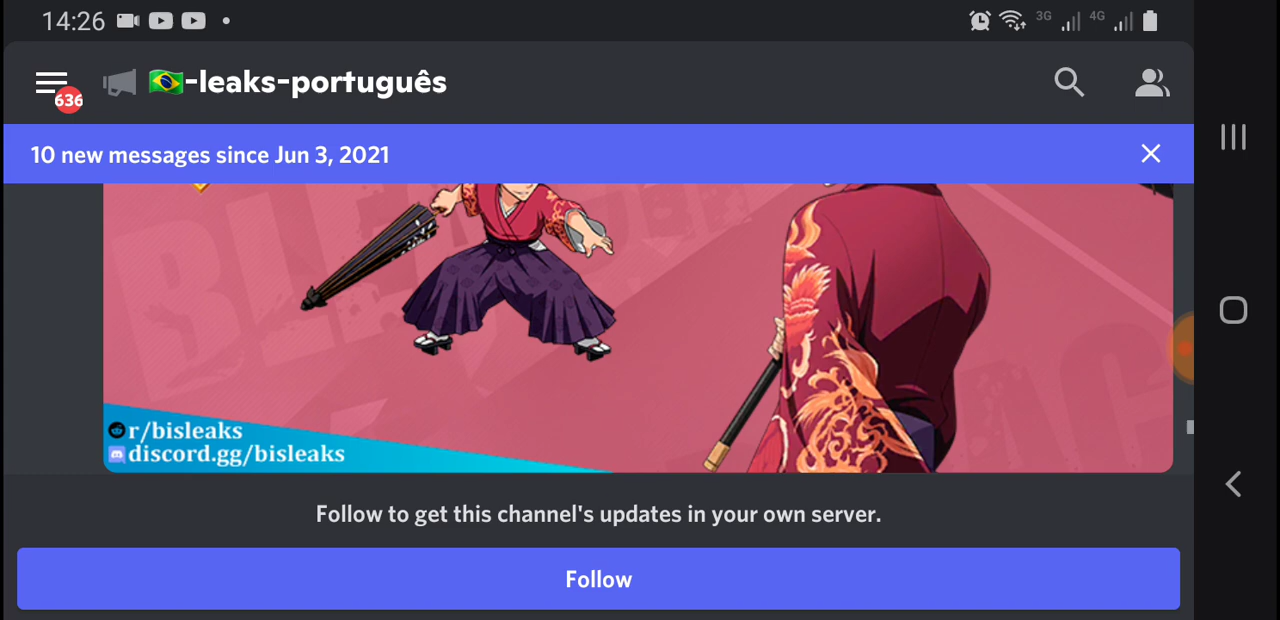 14:26
3G
4G
636
-leaks-português
10 new messages since Jun 3, 2021
r/bisleaks
discord.gg/bisleaks
Follow to get this channel's updates in your own server.
Follow